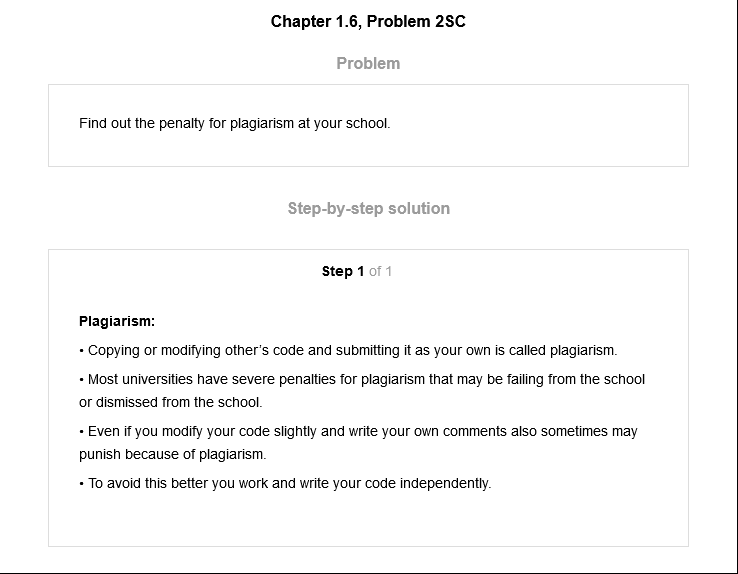 Chapter 1.6, Problem 2SC
Problem
Find out the penalty for plagiarism at your school.
Step-by-step solution
Step 1 of 1
Plagiarism:
• Copying or modifying other's code and submitting it as your own is called plagiarism.
• Most universities have severe penalties for plagiarism that may be failing from the school
or dismissed from the school.
• Even if you modify your code slightly and write your own comments also sometimes may
punish because of plagiarism.
• To avoid this better you work and write your code independently.